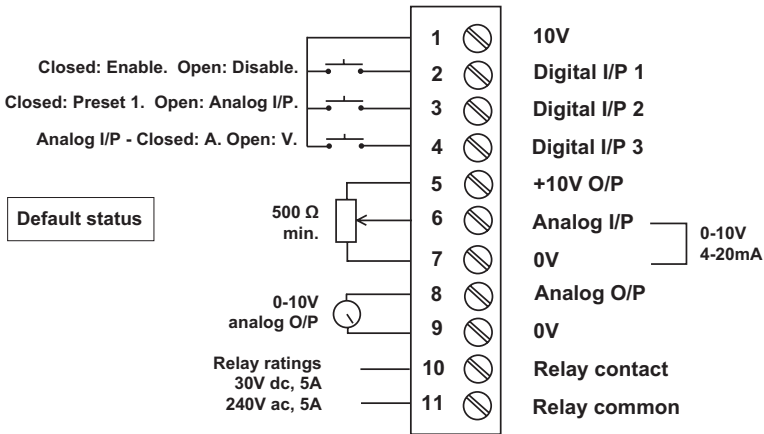 1 10V
Closed: Enable. Open: Disable. 2 Digital I/P 1
Closed: Preset 1. Open: Analog I/P. 3 Digital I/P 2
Analog I/P - Closed: A. Open: V. 4 Digital I/P 3
5 +10V O/P
Default status
500 Ω
min.
6 Analog I/P
0-10V
4-20mA
7 0V
8 Analog O/P
0-10V
analog O/P
9 0V
Relay ratings
30V dc, 5A
240V ac, 5A
10 Relay contact
11 Relay common